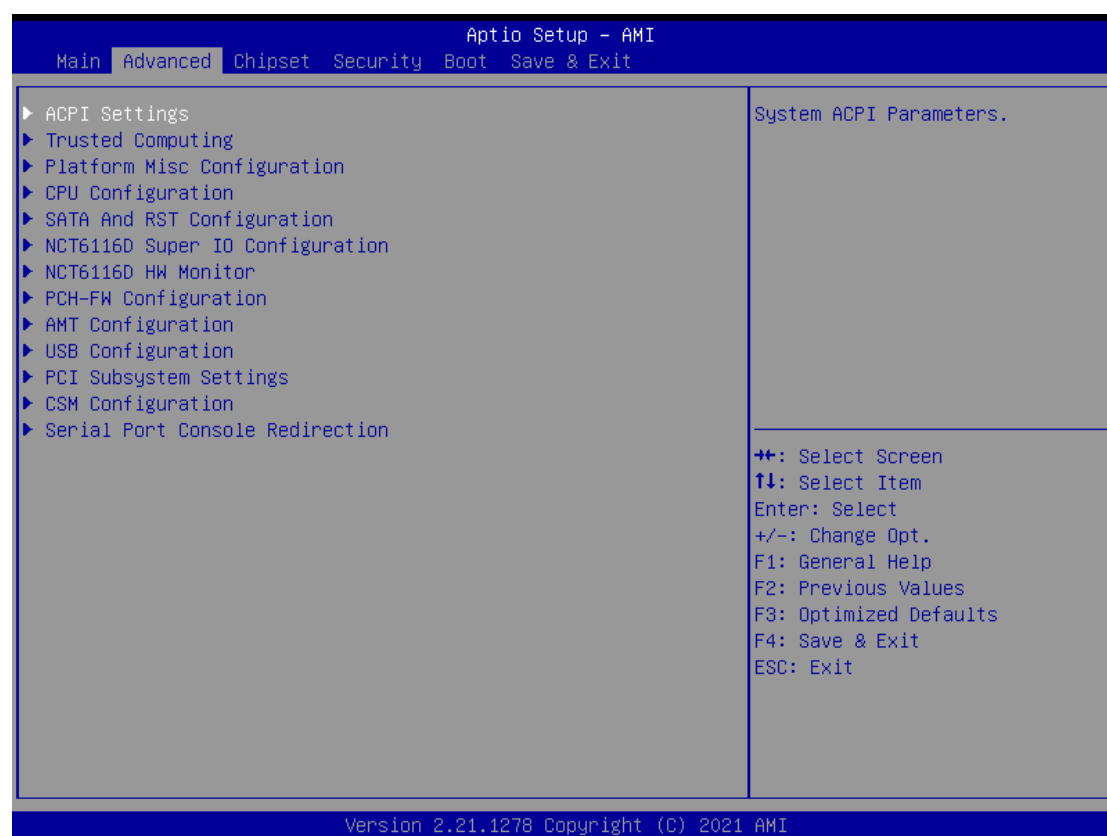 Aptio Setup – AMI
Main Advanced Chipset Security Boot Save & Exit
▶ ACPI Settings
▶ Trusted Computing
▶ Platform Misc Configuration
▶ CPU Configuration
▶ SATA And RST Configuration
▶ NCT6116D Super IO Configuration
▶ NCT6116D HW Monitor
▶ PCH-FW Configuration
▶ AMT Configuration
▶ USB Configuration
▶ PCI Subsystem Settings
▶ CSM Configuration
▶ Serial Port Console Redirection
System ACPI Parameters.
→←: Select Screen
↑↓: Select Item
Enter: Select
+/-: Change Opt.
F1: General Help
F2: Previous Values
F3: Optimized Defaults
F4: Save & Exit
ESC: Exit
Version 2.21.1278 Copyright (C) 2021 AMI